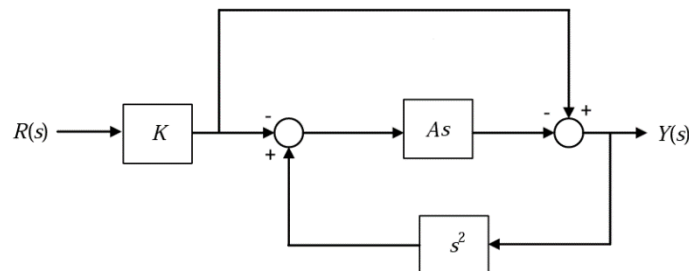 - +
R(s) K - As - Y(s)
+
s²